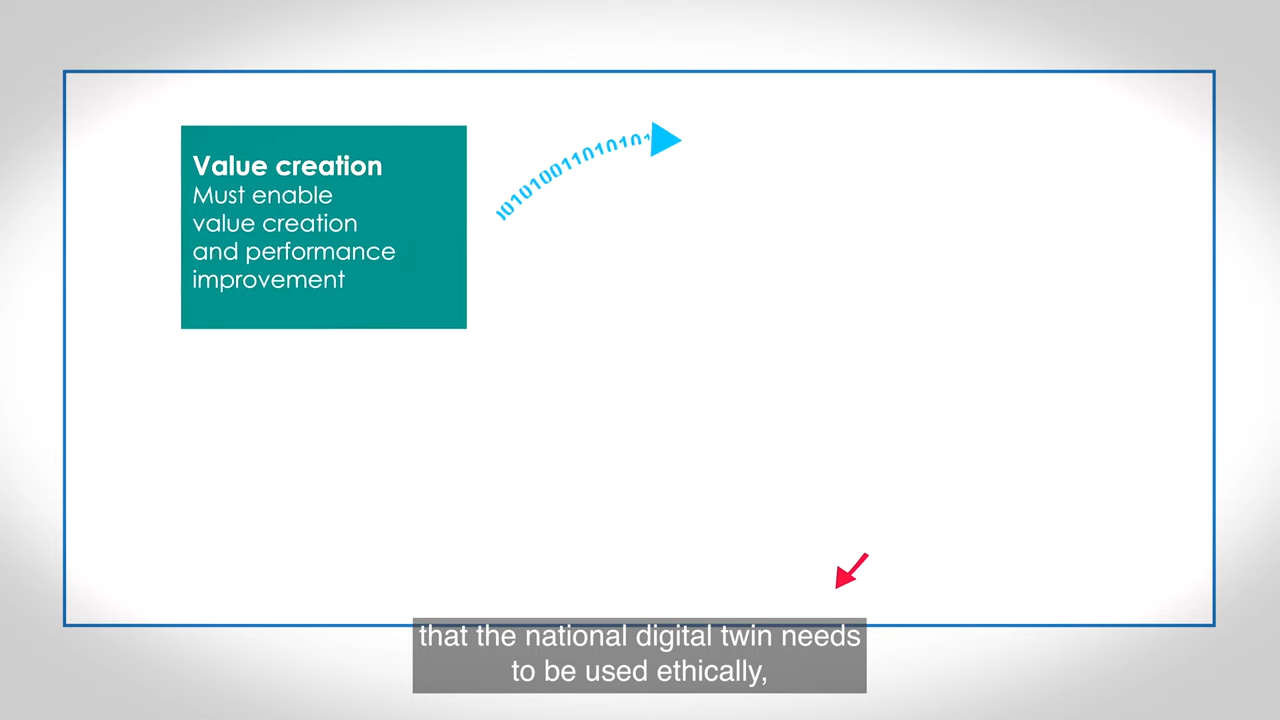 Value creation
Must enable
value creation
and performance
improvement
that the national digital twin needs
to be used ethically,